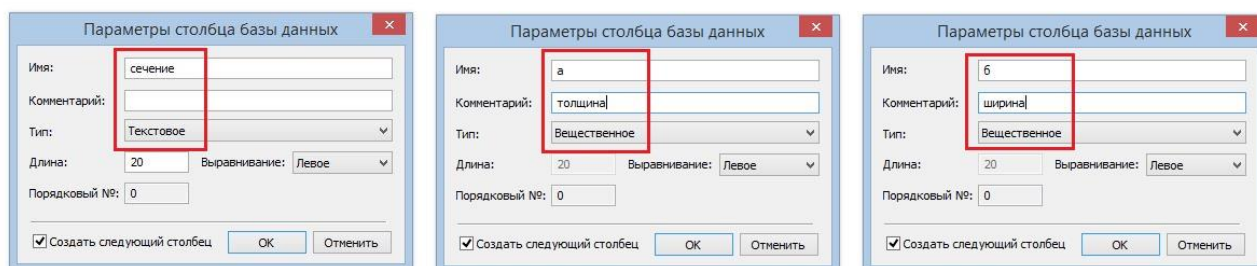 Параметры столбца базы данных
Имя: сечение
Комментарий:
Тип: Текстовое
Длина: 20 Выравнивание: Левое
Порядковый №: 0
Создать следующий столбец OK Отменить
Параметры столбца базы данных
Имя: а
Комментарий: толщина
Тип: Вещественное
Длина: 20 Выравнивание: Левое
Порядковый №: 0
Создать следующий столбец OK Отменить
Параметры столбца базы данных
Имя: б
Комментарий: ширина
Тип: Вещественное
Длина: 20 Выравнивание: Левое
Порядковый №: 0
Создать следующий столбец OK Отменить